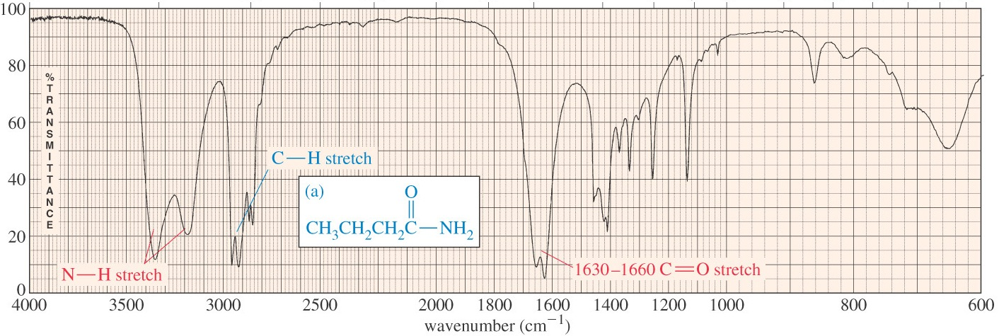 100
80
60
40
20
0
% TRANSMITTANCE
N—H stretch
C—H stretch
(a)
O
CH₃CH₂CH₂C—NH₂
1630–1660 C=O stretch
4000 3500 3000 2500 2000 1800 1600 1400 1200 1000 800 600
wavenumber (cm⁻¹)